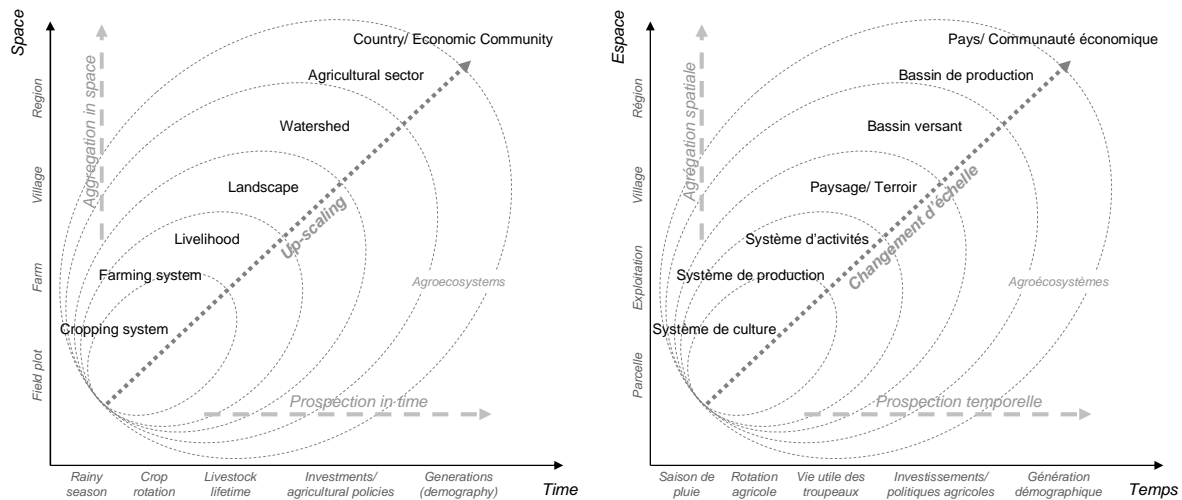 Space
Country/ Economic Community
Agricultural sector
Region
Aggregation in space
Watershed
Village
Landscape
Up-scaling
Livelihood
Farm
Farming system
Agroecosystems
Cropping system
Field plot
Prospection in time
Rainy
season
Crop
rotation
Livestock
lifetime
Investments/
agricultural policies
Generations
(demography)
Time
Espace
Pays/ Communauté économique
Bassin de production
Région
Agrégation spatiale
Bassin versant
Village
Paysage/ Terroir
Changement d'échelle
Système d'activités
Exploitation
Système de production
Agroécosystèmes
Système de culture
Parcelle
Prospection temporelle
Saison de
pluie
Rotation
agricole
Vie utile des
troupeaux
Investissements/
politiques agricoles
Génération
démographique
Temps